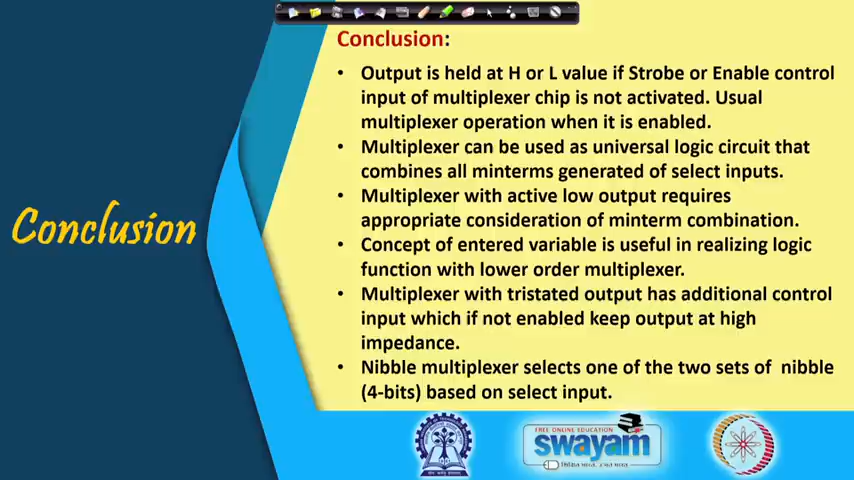 Conclusion:
• Output is held at H or L value if Strobe or Enable control
input of multiplexer chip is not activated. Usual
multiplexer operation when it is enabled.
• Multiplexer can be used as universal logic circuit that
combines all minterms generated of select inputs.
• Multiplexer with active low output requires
appropriate consideration of minterm combination.
• Concept of entered variable is useful in realizing logic
function with lower order multiplexer.
• Multiplexer with tristated output has additional control
input which if not enabled keep output at high
impedance.
• Nibble multiplexer selects one of the two sets of nibble
(4-bits) based on select input.
Conclusion
FREE ONLINE EDUCATION
swayam